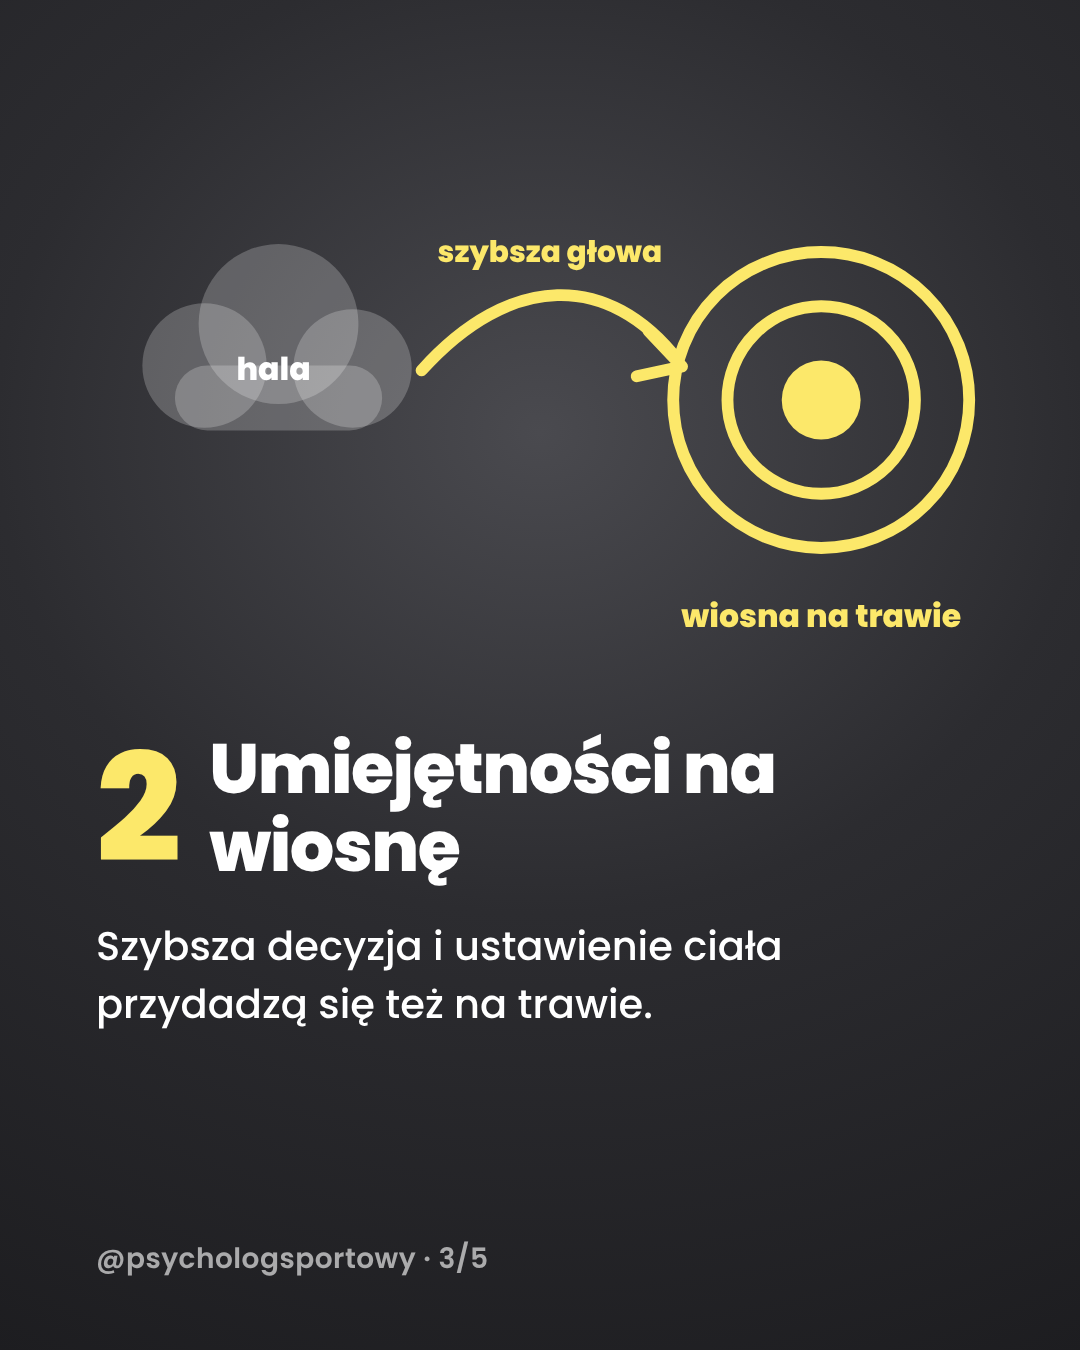 szybsza głowa
hala
wiosna na trawie
2
Umiejętności na
wiosnę
Szybsza decyzja i ustawienie ciała
przydadzą się też na trawie.
@psychologsportowy · 3/5